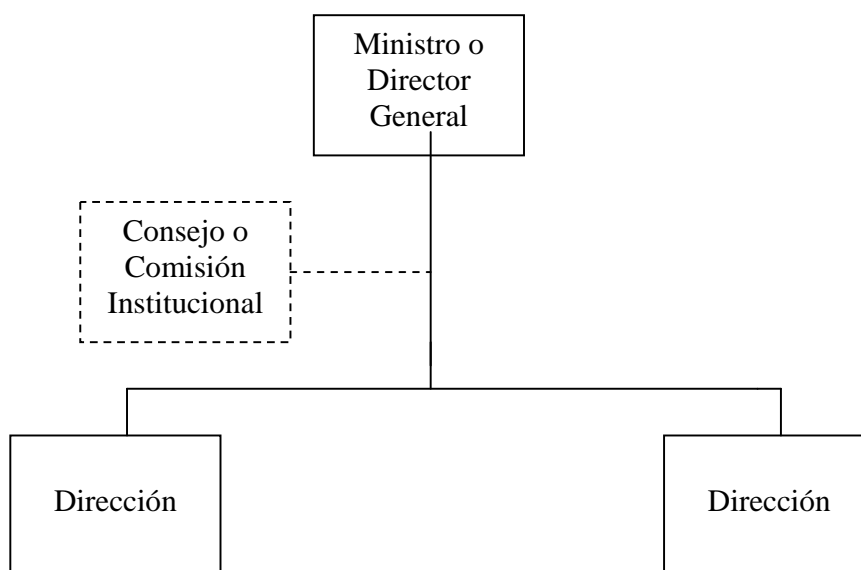 Ministro o
Director
General
Consejo o
Comisión
Institucional
Dirección
Dirección